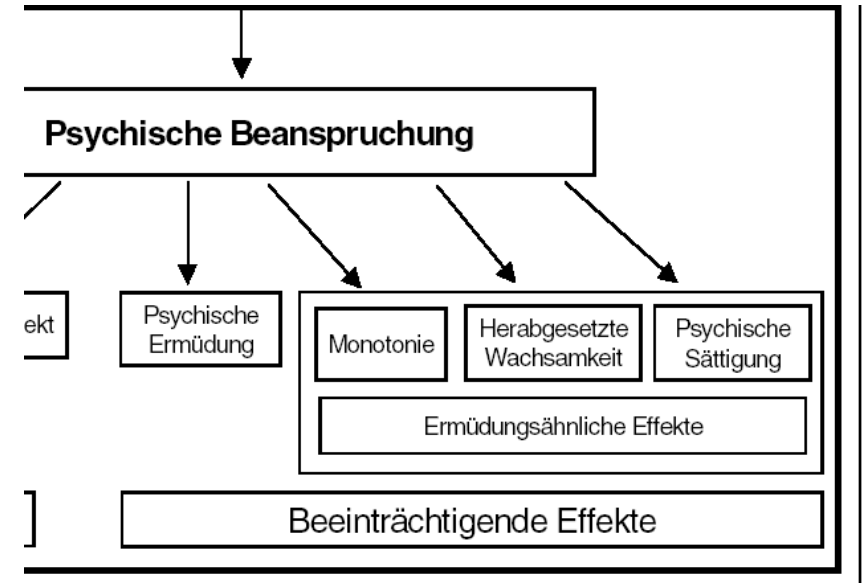 Psychische Beanspruchung
ekt
Psychische
Ermüdung
Monotonie
Herabgesetzte
Wachsamkeit
Psychische
Sättigung
Ermüdungsähnliche Effekte
Beeinträchtigende Effekte